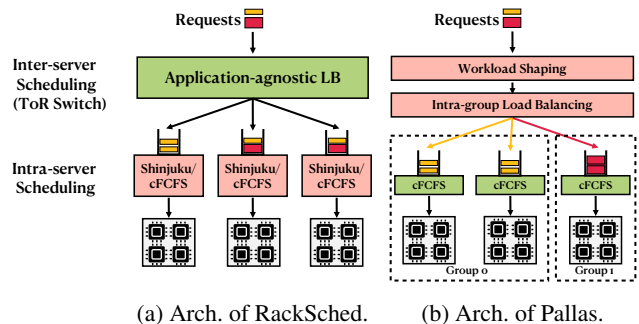 Requests
Inter-server
Scheduling
(ToR Switch)
Application-agnostic LB
Intra-server
Scheduling
Shinjuku/
cFCFS
Shinjuku/
cFCFS
Shinjuku/
cFCFS
(a) Arch. of RackSched.
Requests
Workload Shaping
Intra-group Load Balancing
cFCFS
cFCFS
cFCFS
Group 0
Group 1
(b) Arch. of Pallas.